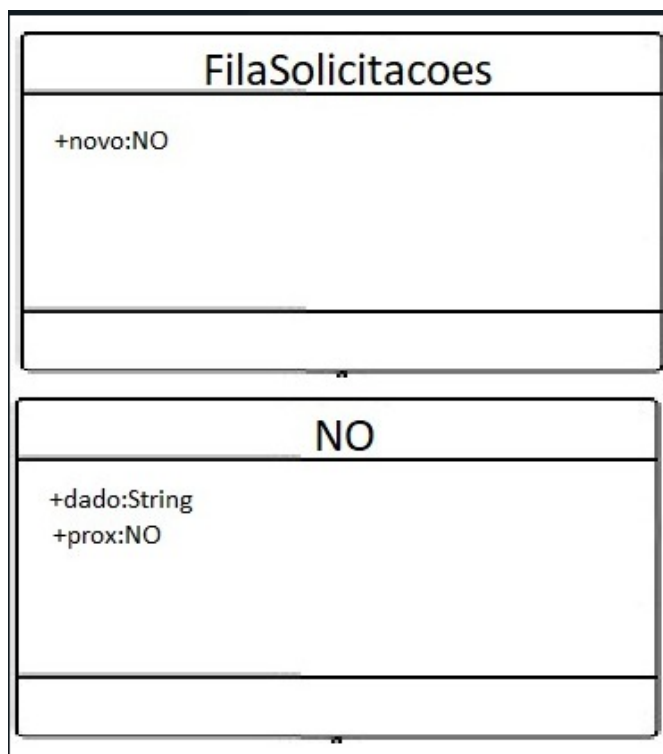 FilaSolicitacoes
+novo:NO
NO
+dado:String
+prox:NO